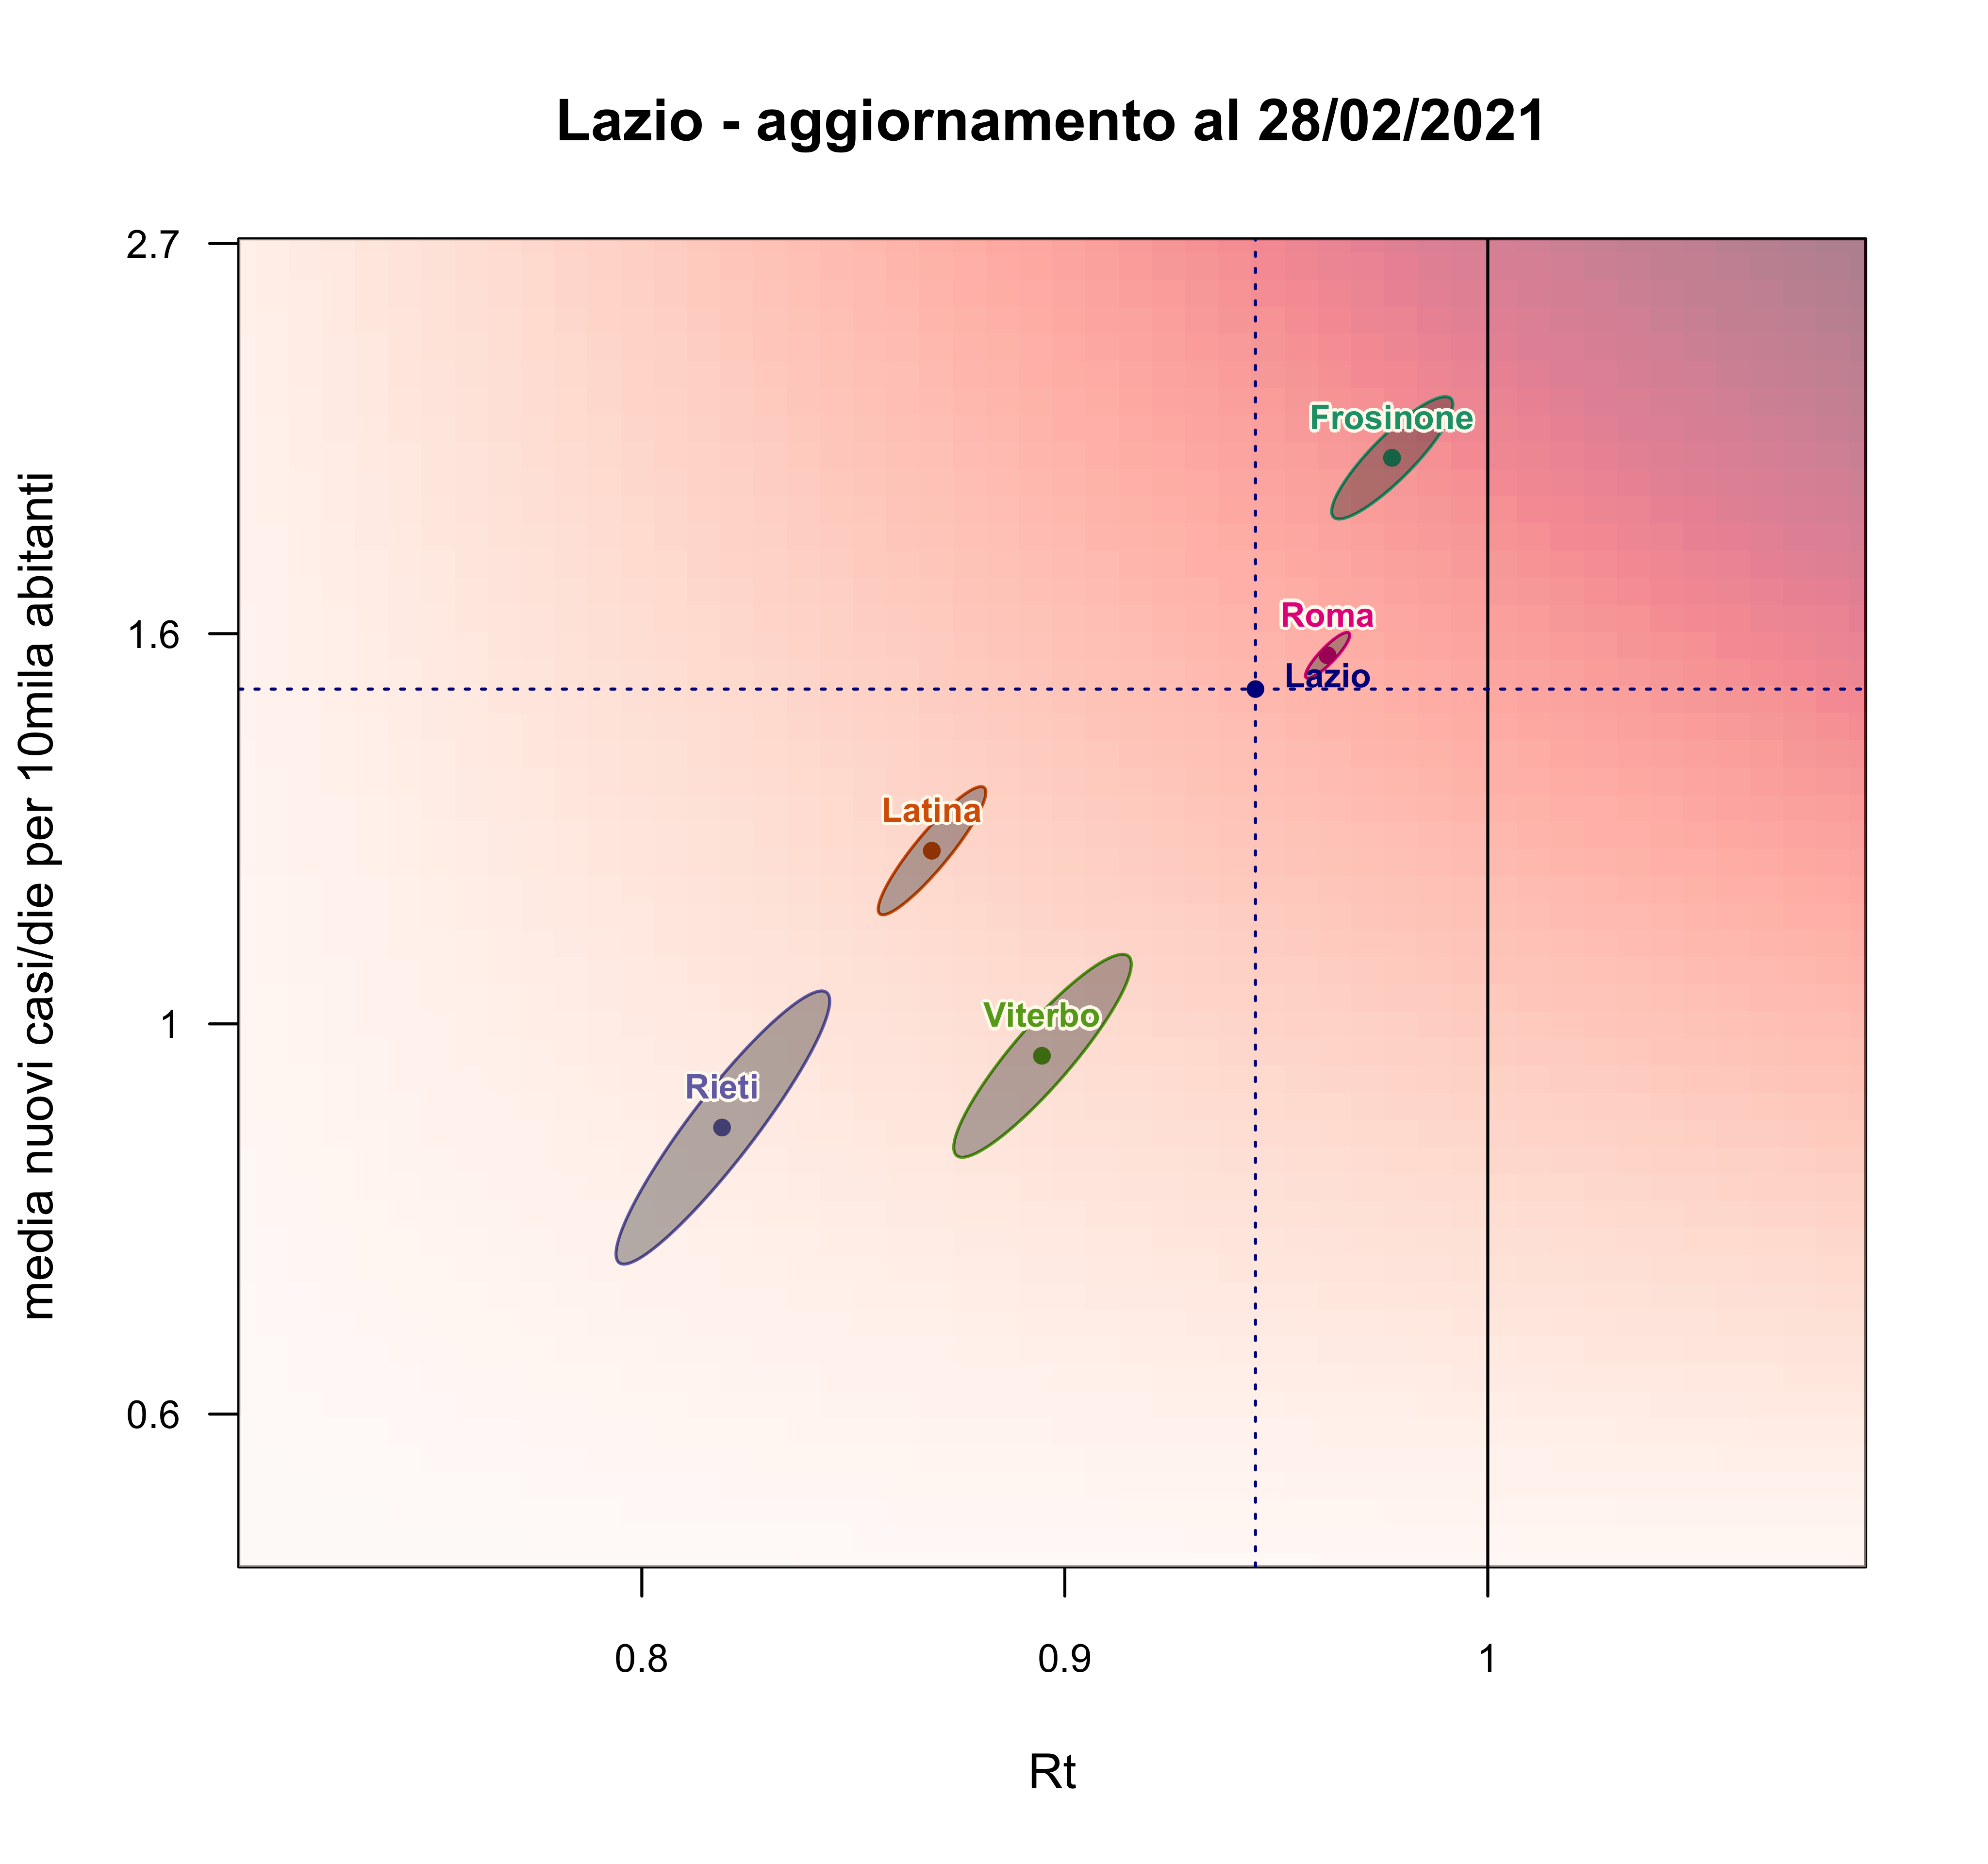 Lazio - aggiornamento al 28/02/2021
media nuovi casi/die per 10mila abitanti
2.7
1.6
1
0.6
Frosinone
Roma
Lazio
Latina
Viterbo
Rieti
0.8
0.9
1
Rt